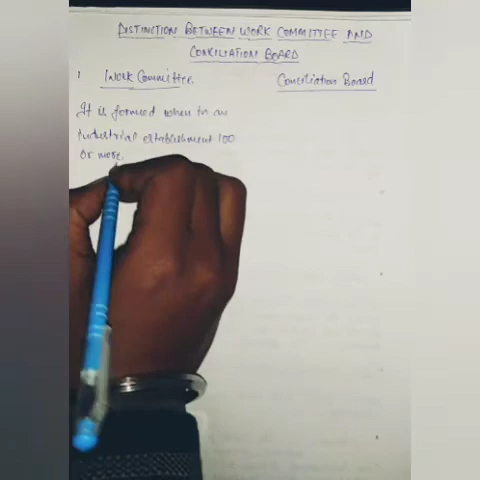 DISTINCTION BETWEEN WORK COMMITTEE AND
CONCILIATION BOARD
1 Work Committee. Conciliation Board
It is formed when in an
Industrial establishment 100
or more.